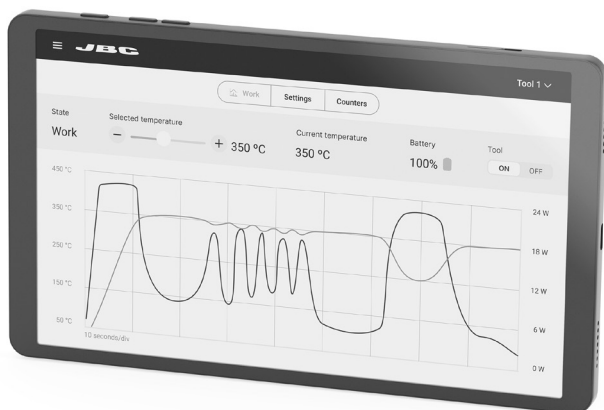 JBC
Tool 1
Work Settings Counters
State Selected temperature Current temperature Battery Tool
Work − + 350 ºC 350 ºC 100% ON OFF
450 ºC 24 W
350 ºC 18 W
250 ºC 12 W
150 ºC 6 W
50 ºC 0 W
10 seconds/div